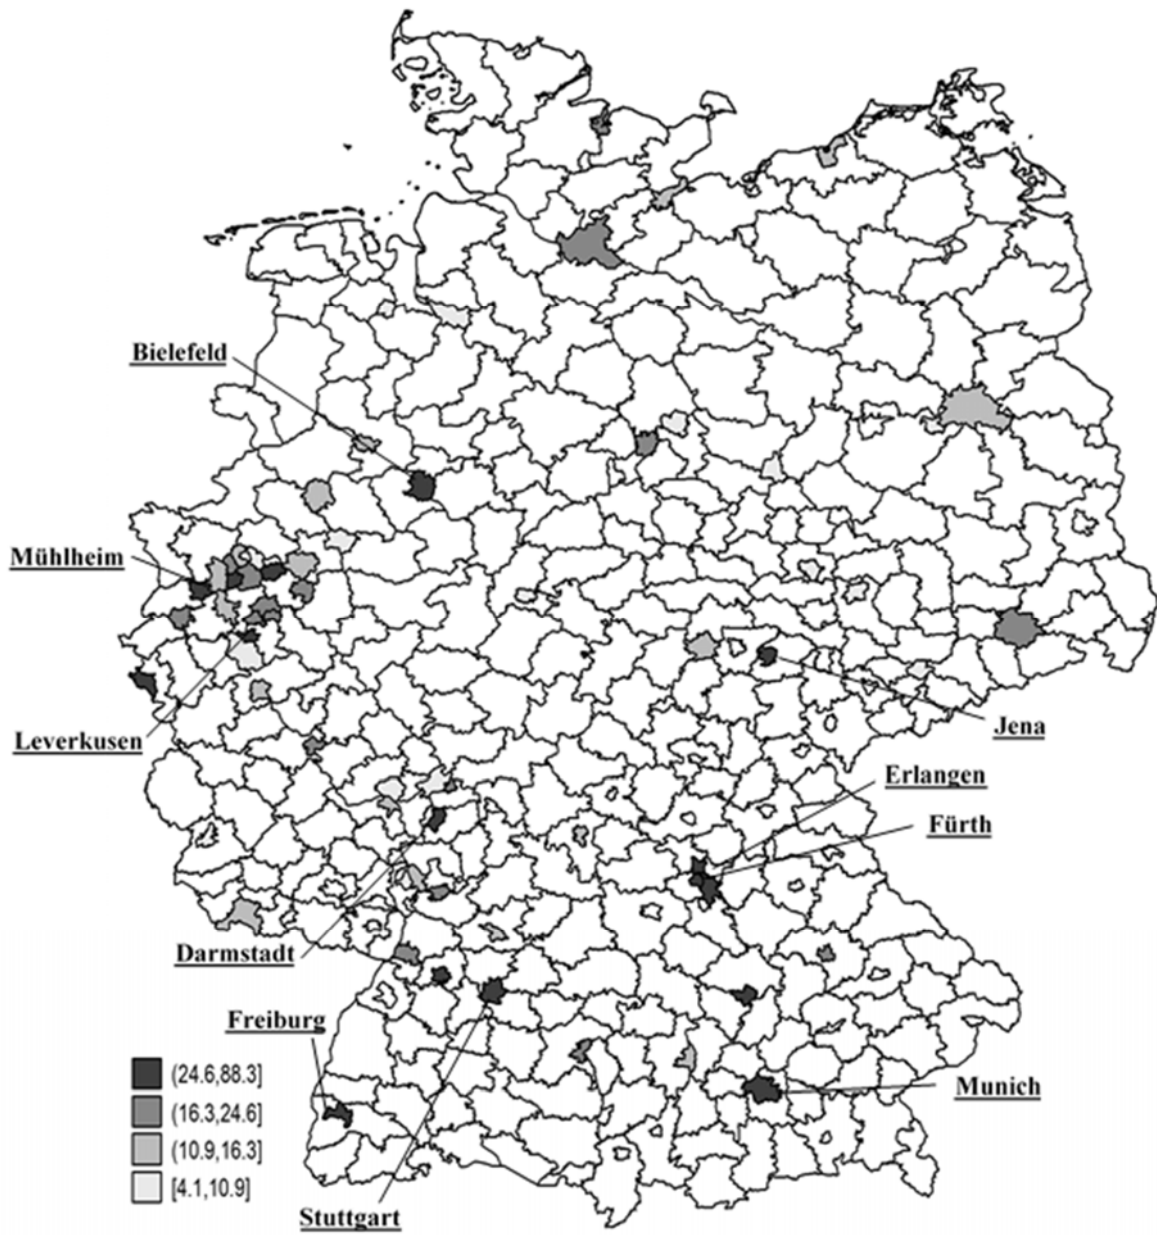 Bielefeld
Mühlheim
Leverkusen
Jena
Erlangen
Fürth
Darmstadt
Freiburg
(24.6,88.3]
(16.3,24.6]
(10.9,16.3]
[4.1,10.9]
Munich
Stuttgart